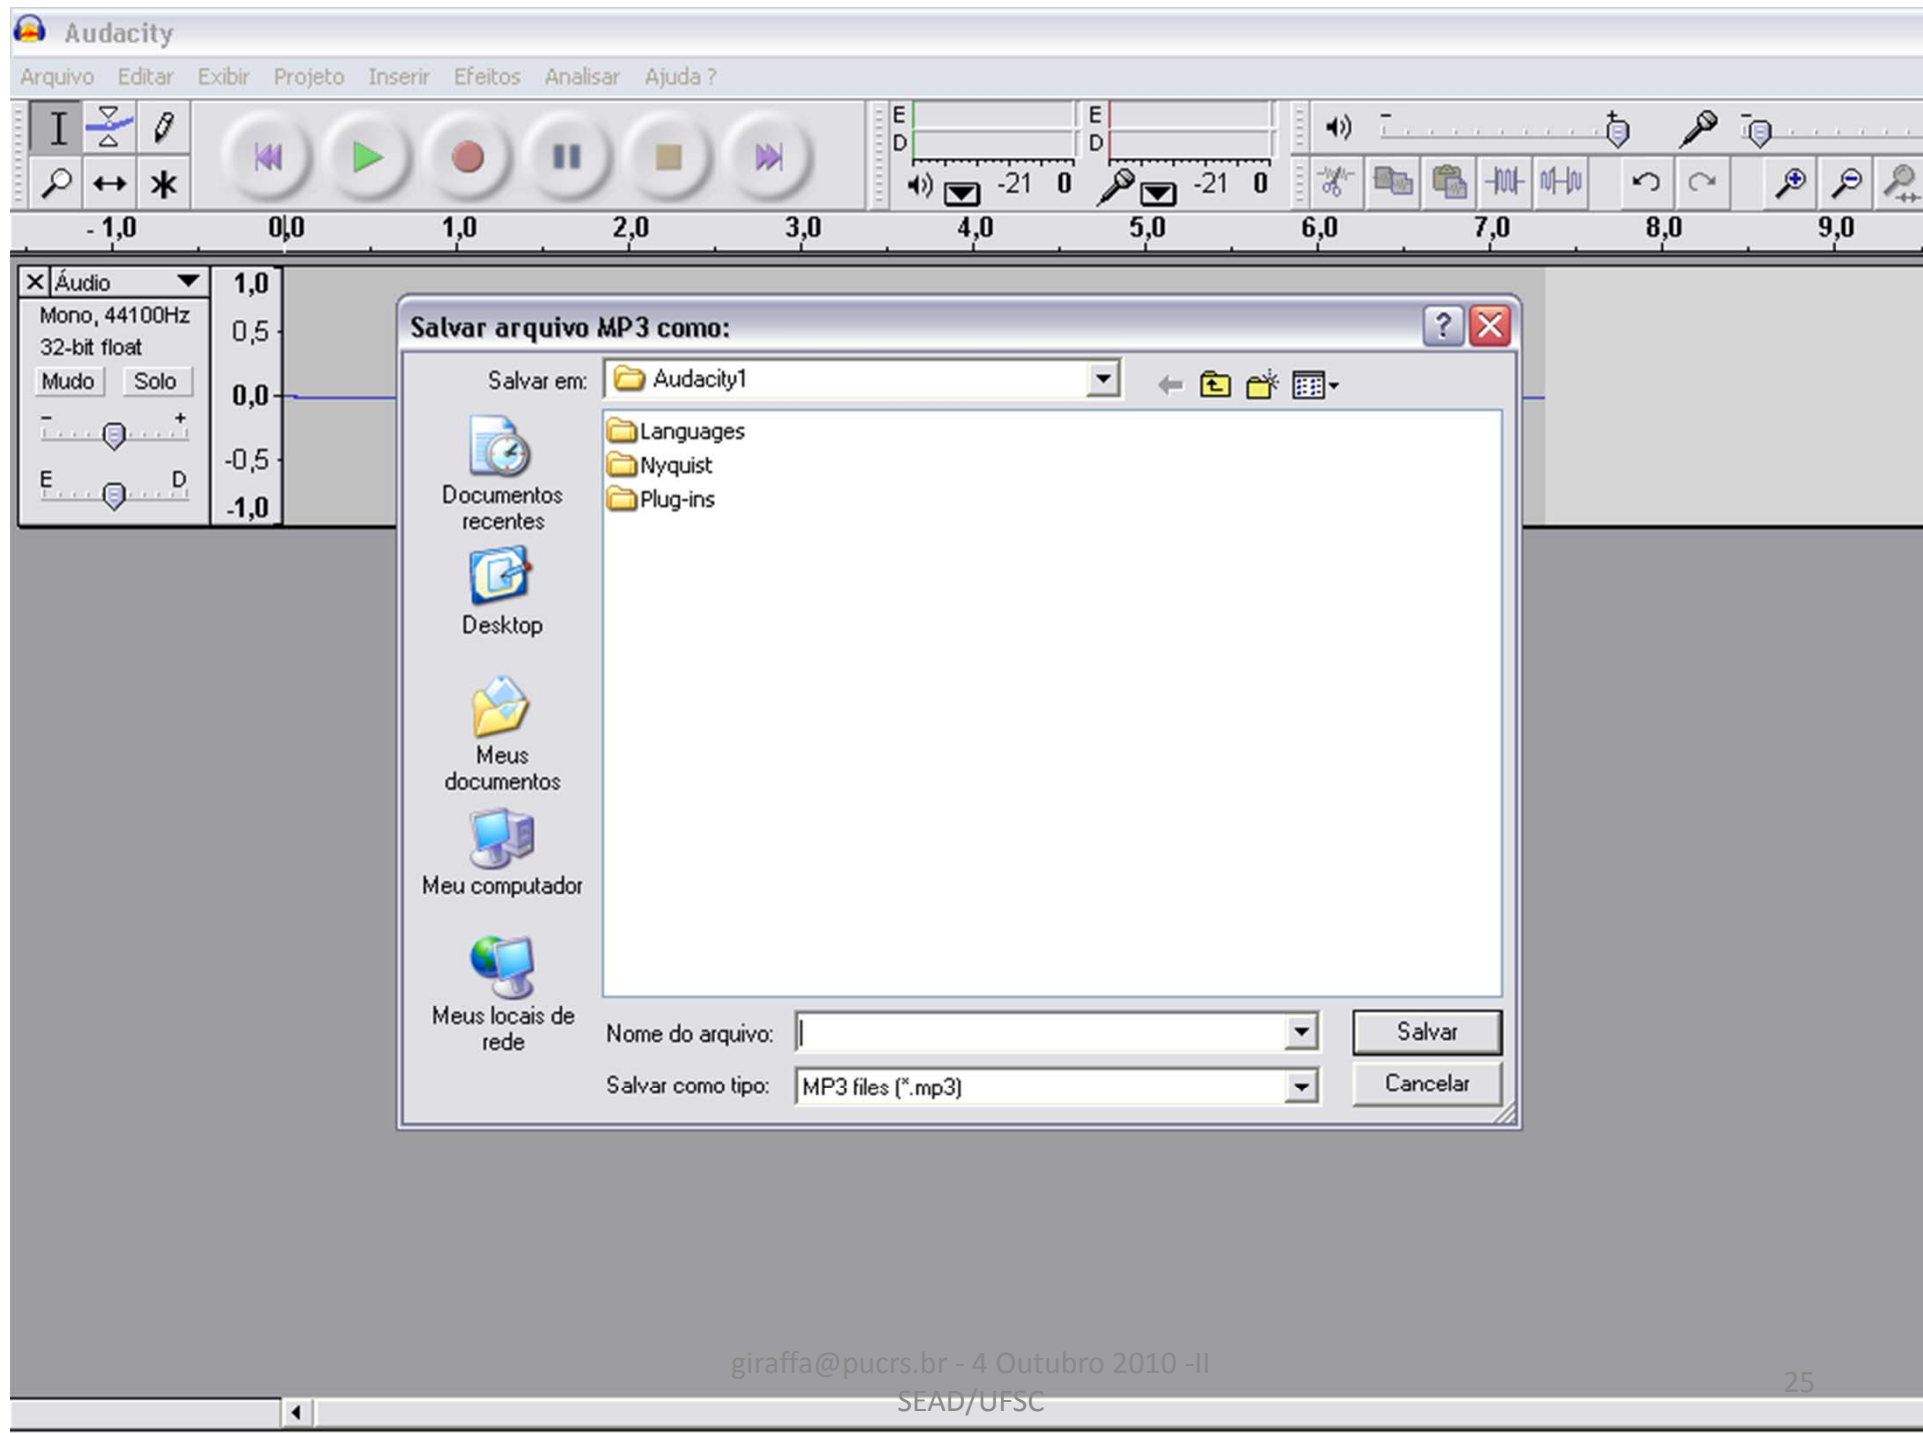 Audacity
Arquivo Editar Exibir Projeto Inserir Efeitos Analisar Ajuda ?
E
D
-21 0
E
D
-21 0
- 1,0 0,0 1,0 2,0 3,0 4,0 5,0 6,0 7,0 8,0 9,0
Áudio
Mono, 44100Hz
32-bit float
Mudo Solo
- +
E D
1,0
0,5
0,0
-0,5
-1,0
Salvar arquivo MP3 como:
Salvar em: Audacity1
Documentos
recentes
Desktop
Meus
documentos
Meu computador
Meus locais de
rede
Languages
Nyquist
Plug-ins
Nome do arquivo:
Salvar
Salvar como tipo: MP3 files (*.mp3)
Cancelar
giraffa@pucrs.br - 4 Outubro 2010 -II
SEAD/UFSC
25